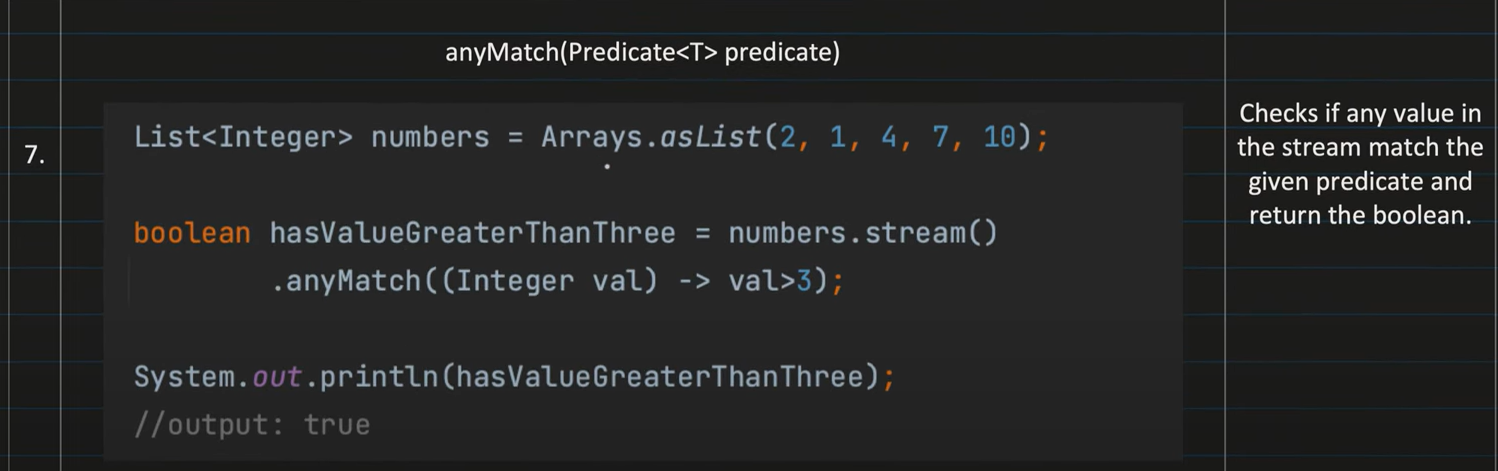 anyMatch(Predicate<T> predicate)
7.
List<Integer> numbers = Arrays.asList(2, 1, 4, 7, 10);
boolean hasValueGreaterThanThree = numbers.stream()
.anyMatch((Integer val) -> val>3);
System.out.println(hasValueGreaterThanThree);
//output: true
Checks if any value in
the stream match the
given predicate and
return the boolean.